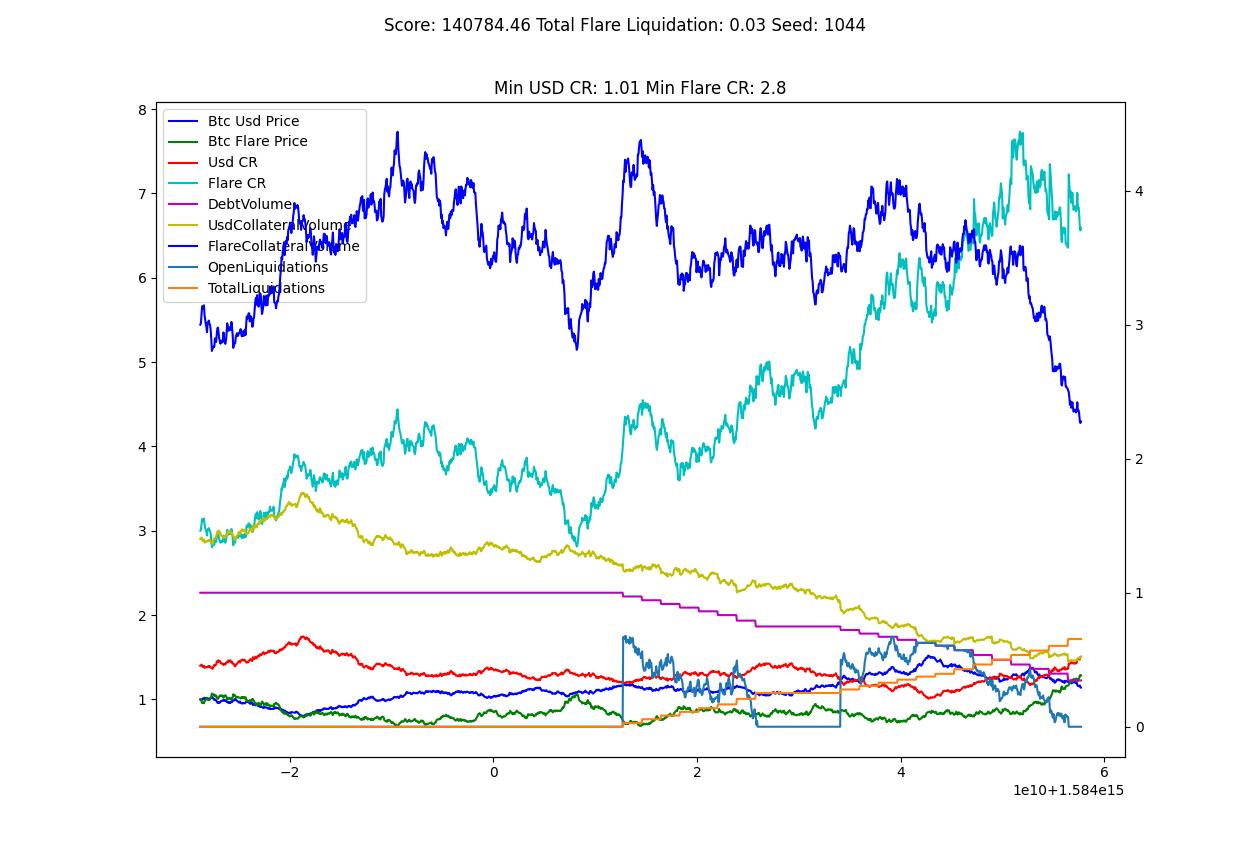 Score: 140784.46 Total Flare Liquidation: 0.03 Seed: 1044
Min USD CR: 1.01 Min Flare CR: 2.8
8
7
6
5
4
3
2
1
Btc Usd Price
Btc Flare Price
Usd CR
Flare CR
DebtVolume
UsdCollateralVolume
FlareCollateralVolume
OpenLiquidations
TotalLiquidations
4
3
2
1
0
−2
0
2
4
6
1e10+1.584e15